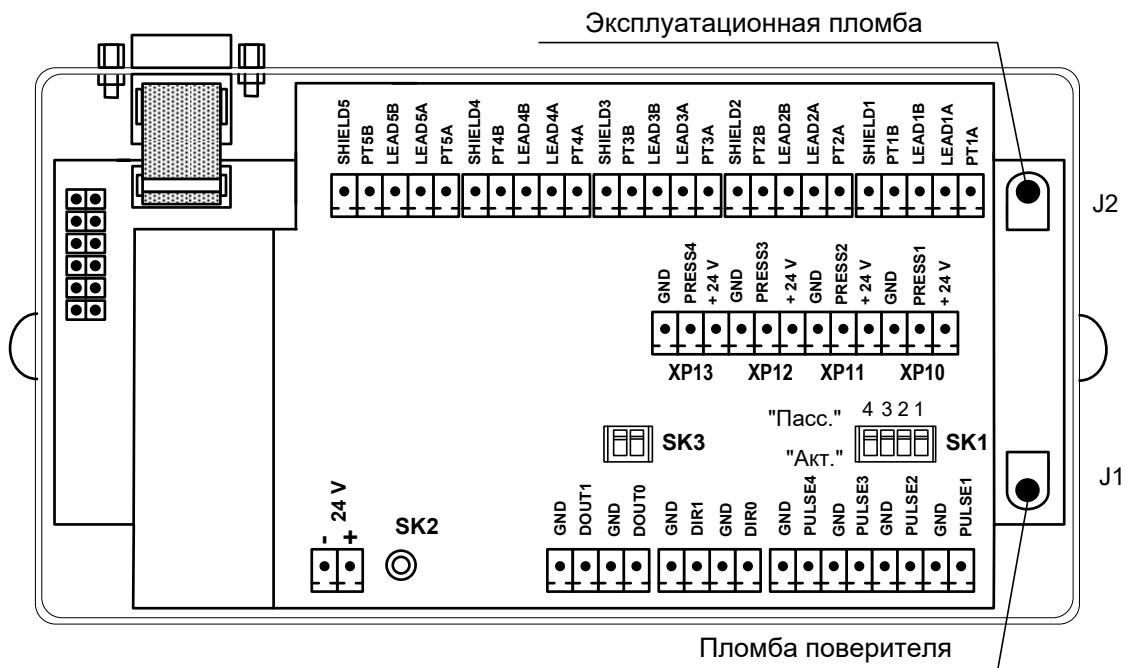 Эксплуатационная пломба
SHIELD5 PT5B LEAD5B LEAD5A PT5A SHIELD4 PT4B LEAD4B LEAD4A PT4A SHIELD3 PT3B LEAD3B LEAD3A PT3A SHIELD2 PT2B LEAD2B LEAD2A PT2A SHIELD1 PT1B LEAD1B LEAD1A PT1A
J2
GND PRESS4 + 24 V GND PRESS3 + 24 V GND PRESS2 + 24 V GND PRESS1 + 24 V
XP13 XP12 XP11 XP10
"Пасс." 4 3 2 1
SK3 SK1
"Акт."
J1
GND DOUT1 GND DOUT0 GND DIR1 GND DIR0 GND PULSE4 GND PULSE3 GND PULSE2 GND PULSE1
24 V
- +
SK2
Пломба поверителя